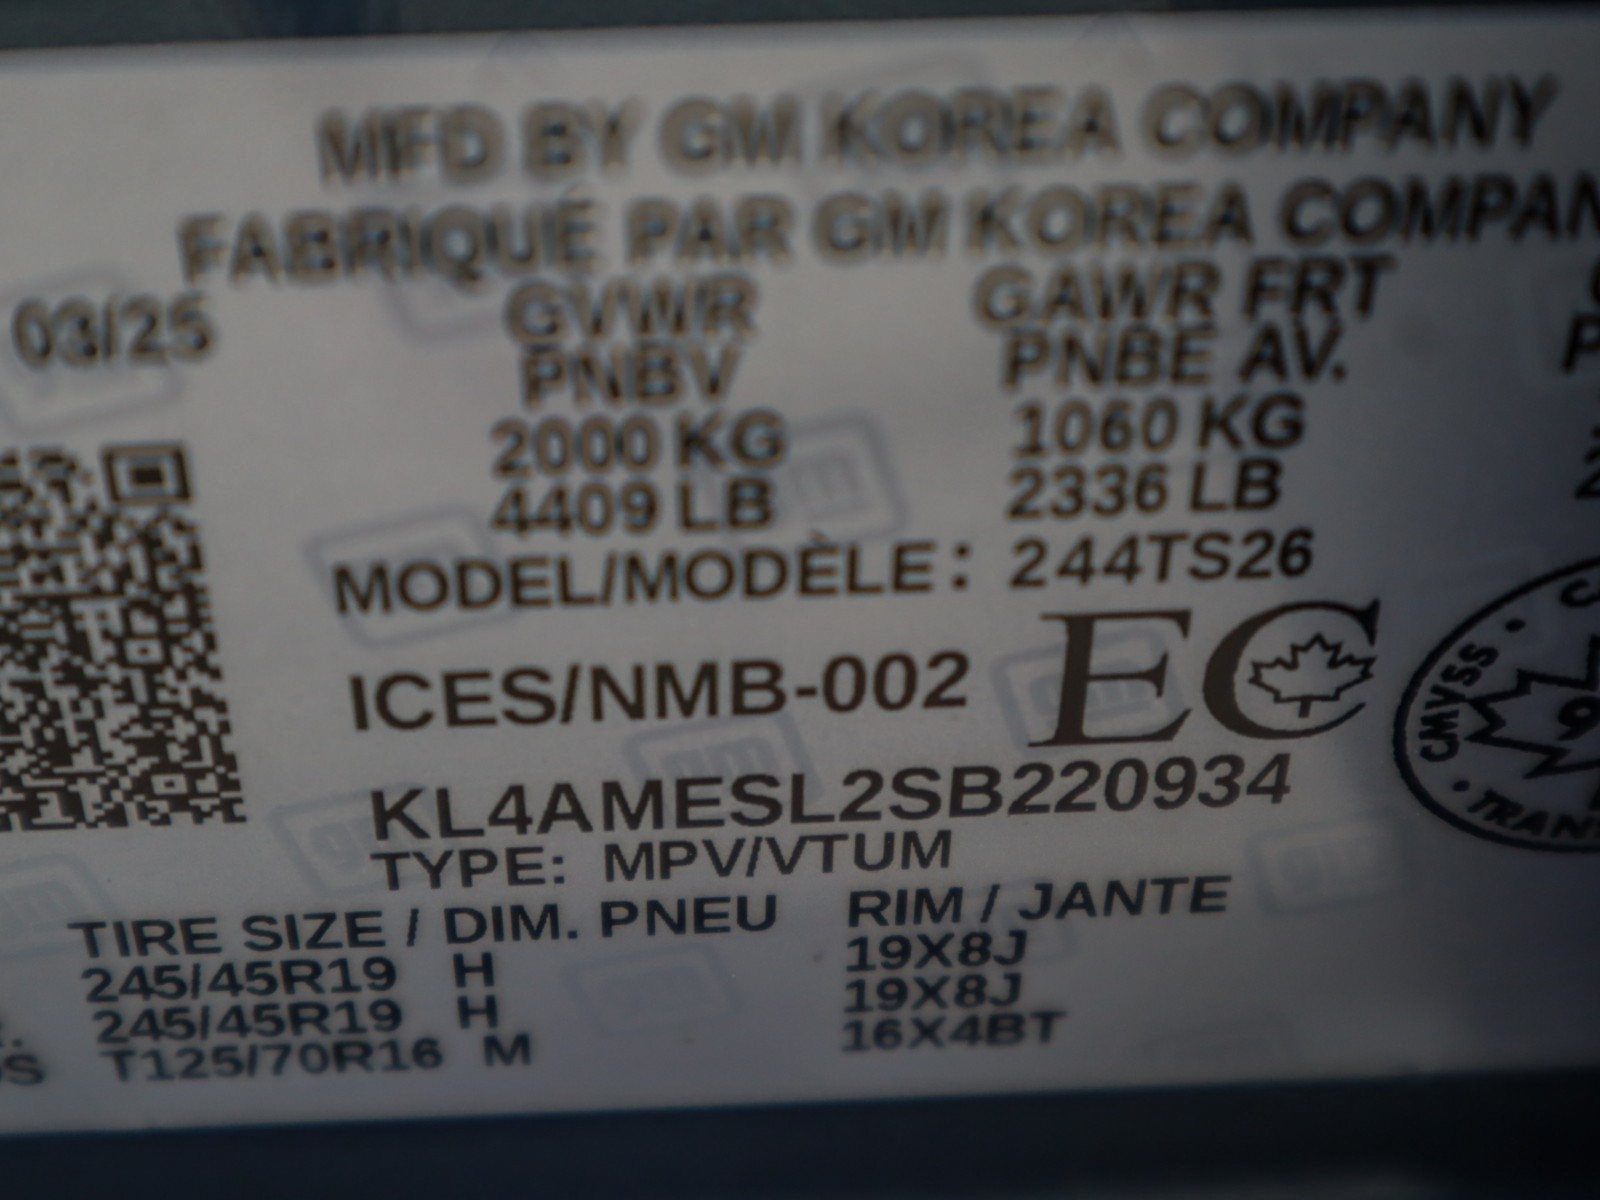 MFD BY GM KOREA COMPANY
FABRIQUÉ PAR GM KOREA COMPAN
03/25 GVWR GAWR FRT
PNBV PNBE AV. P
2000 KG 1060 KG
4409 LB 2336 LB 2
MODEL/MODÈLE: 244TS26
ICES/NMB-002 EC
CMVSS TRAN
KL4AMESL2SB220934
TYPE: MPV/VTUM
TIRE SIZE / DIM. PNEU RIM / JANTE
245/45R19 H 19X8J
245/45R19 H 19X8J
T125/70R16 M 16X4BT